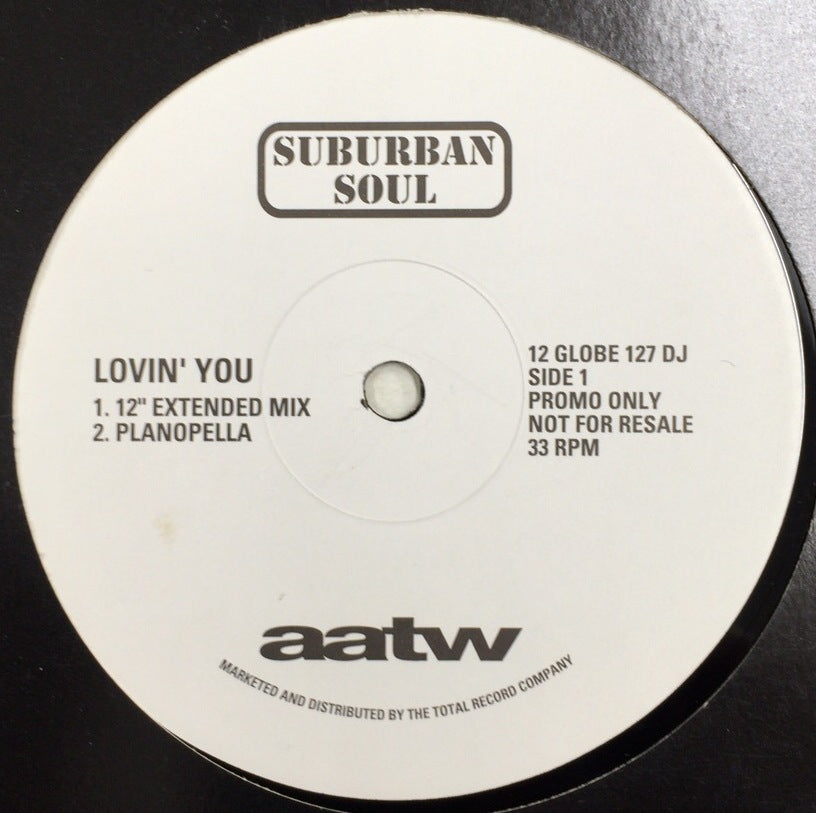 SUBURBAN
SOUL
LOVIN' YOU
1. 12" EXTENDED MIX
2. PLANOPELLA
12 GLOBE 127 DJ
SIDE 1
PROMO ONLY
NOT FOR RESALE
33 RPM
aatw
MARKETED AND DISTRIBUTED BY THE TOTAL RECORD COMPANY